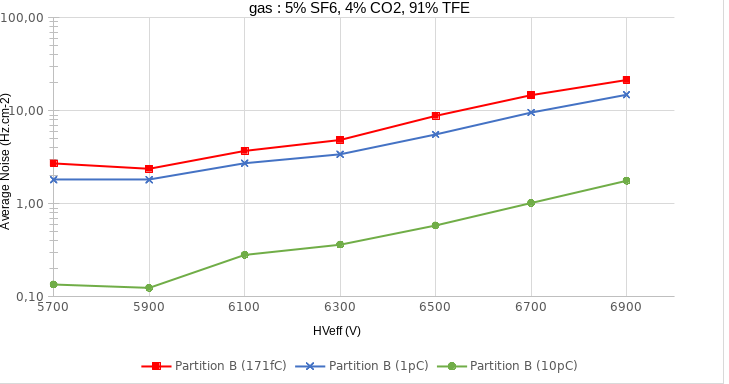 gas : 5% SF6, 4% CO2, 91% TFE
100,00
10,00
1,00
0,10
Average Noise (Hz.cm-2)
5700 5900 6100 6300 6500 6700 6900
HVeff (V)
Partition B (171fC) Partition B (1pC) Partition B (10pC)